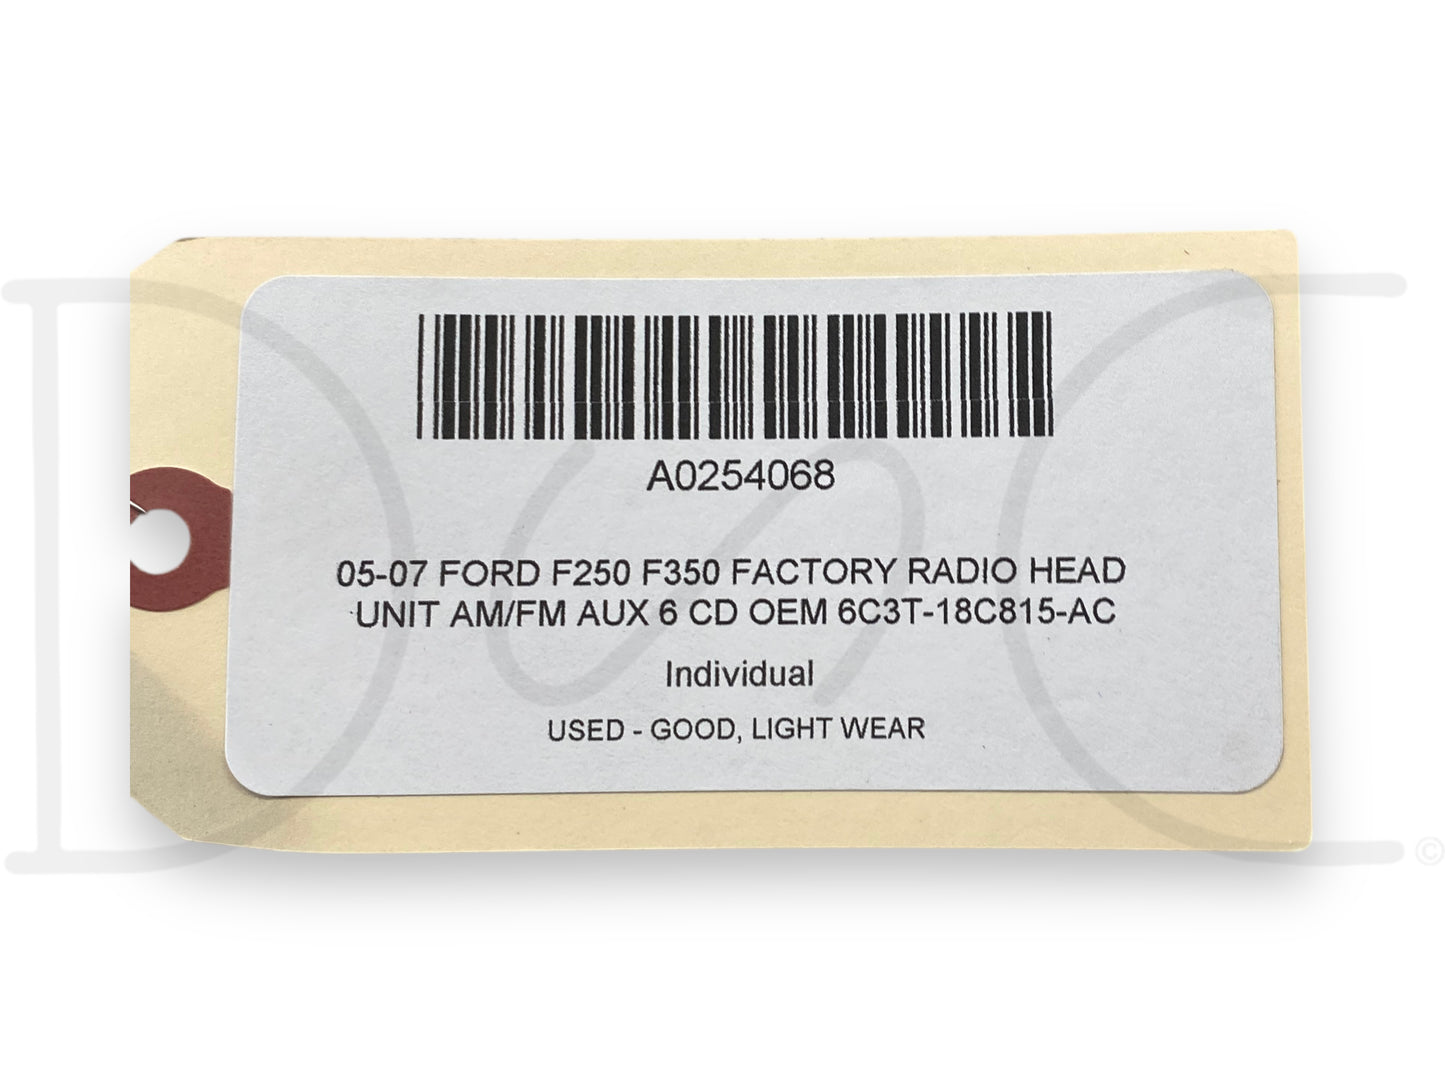 A0254068
05-07 FORD F250 F350 FACTORY RADIO HEAD
UNIT AM/FM AUX 6 CD OEM 6C3T-18C815-AC
Individual
USED - GOOD, LIGHT WEAR
©